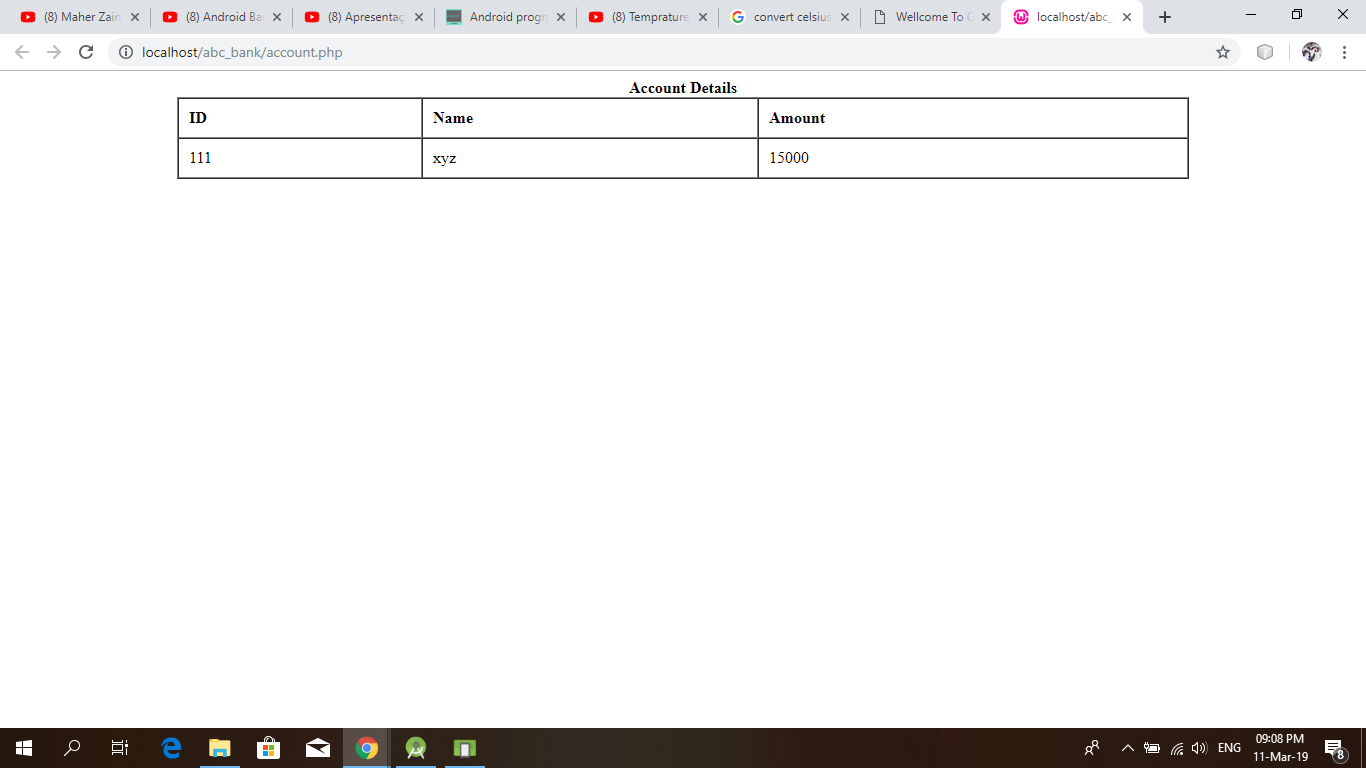 (8) Maher Zain
(8) Android Ba
(8) Apresentaç
Android progr
(8) Temprature
convert celsius
Wellcome To
localhost/abc_
localhost/abc_bank/account.php
Account Details
ID Name Amount
111 xyz 15000
ENG
09:08 PM
11-Mar-19
8